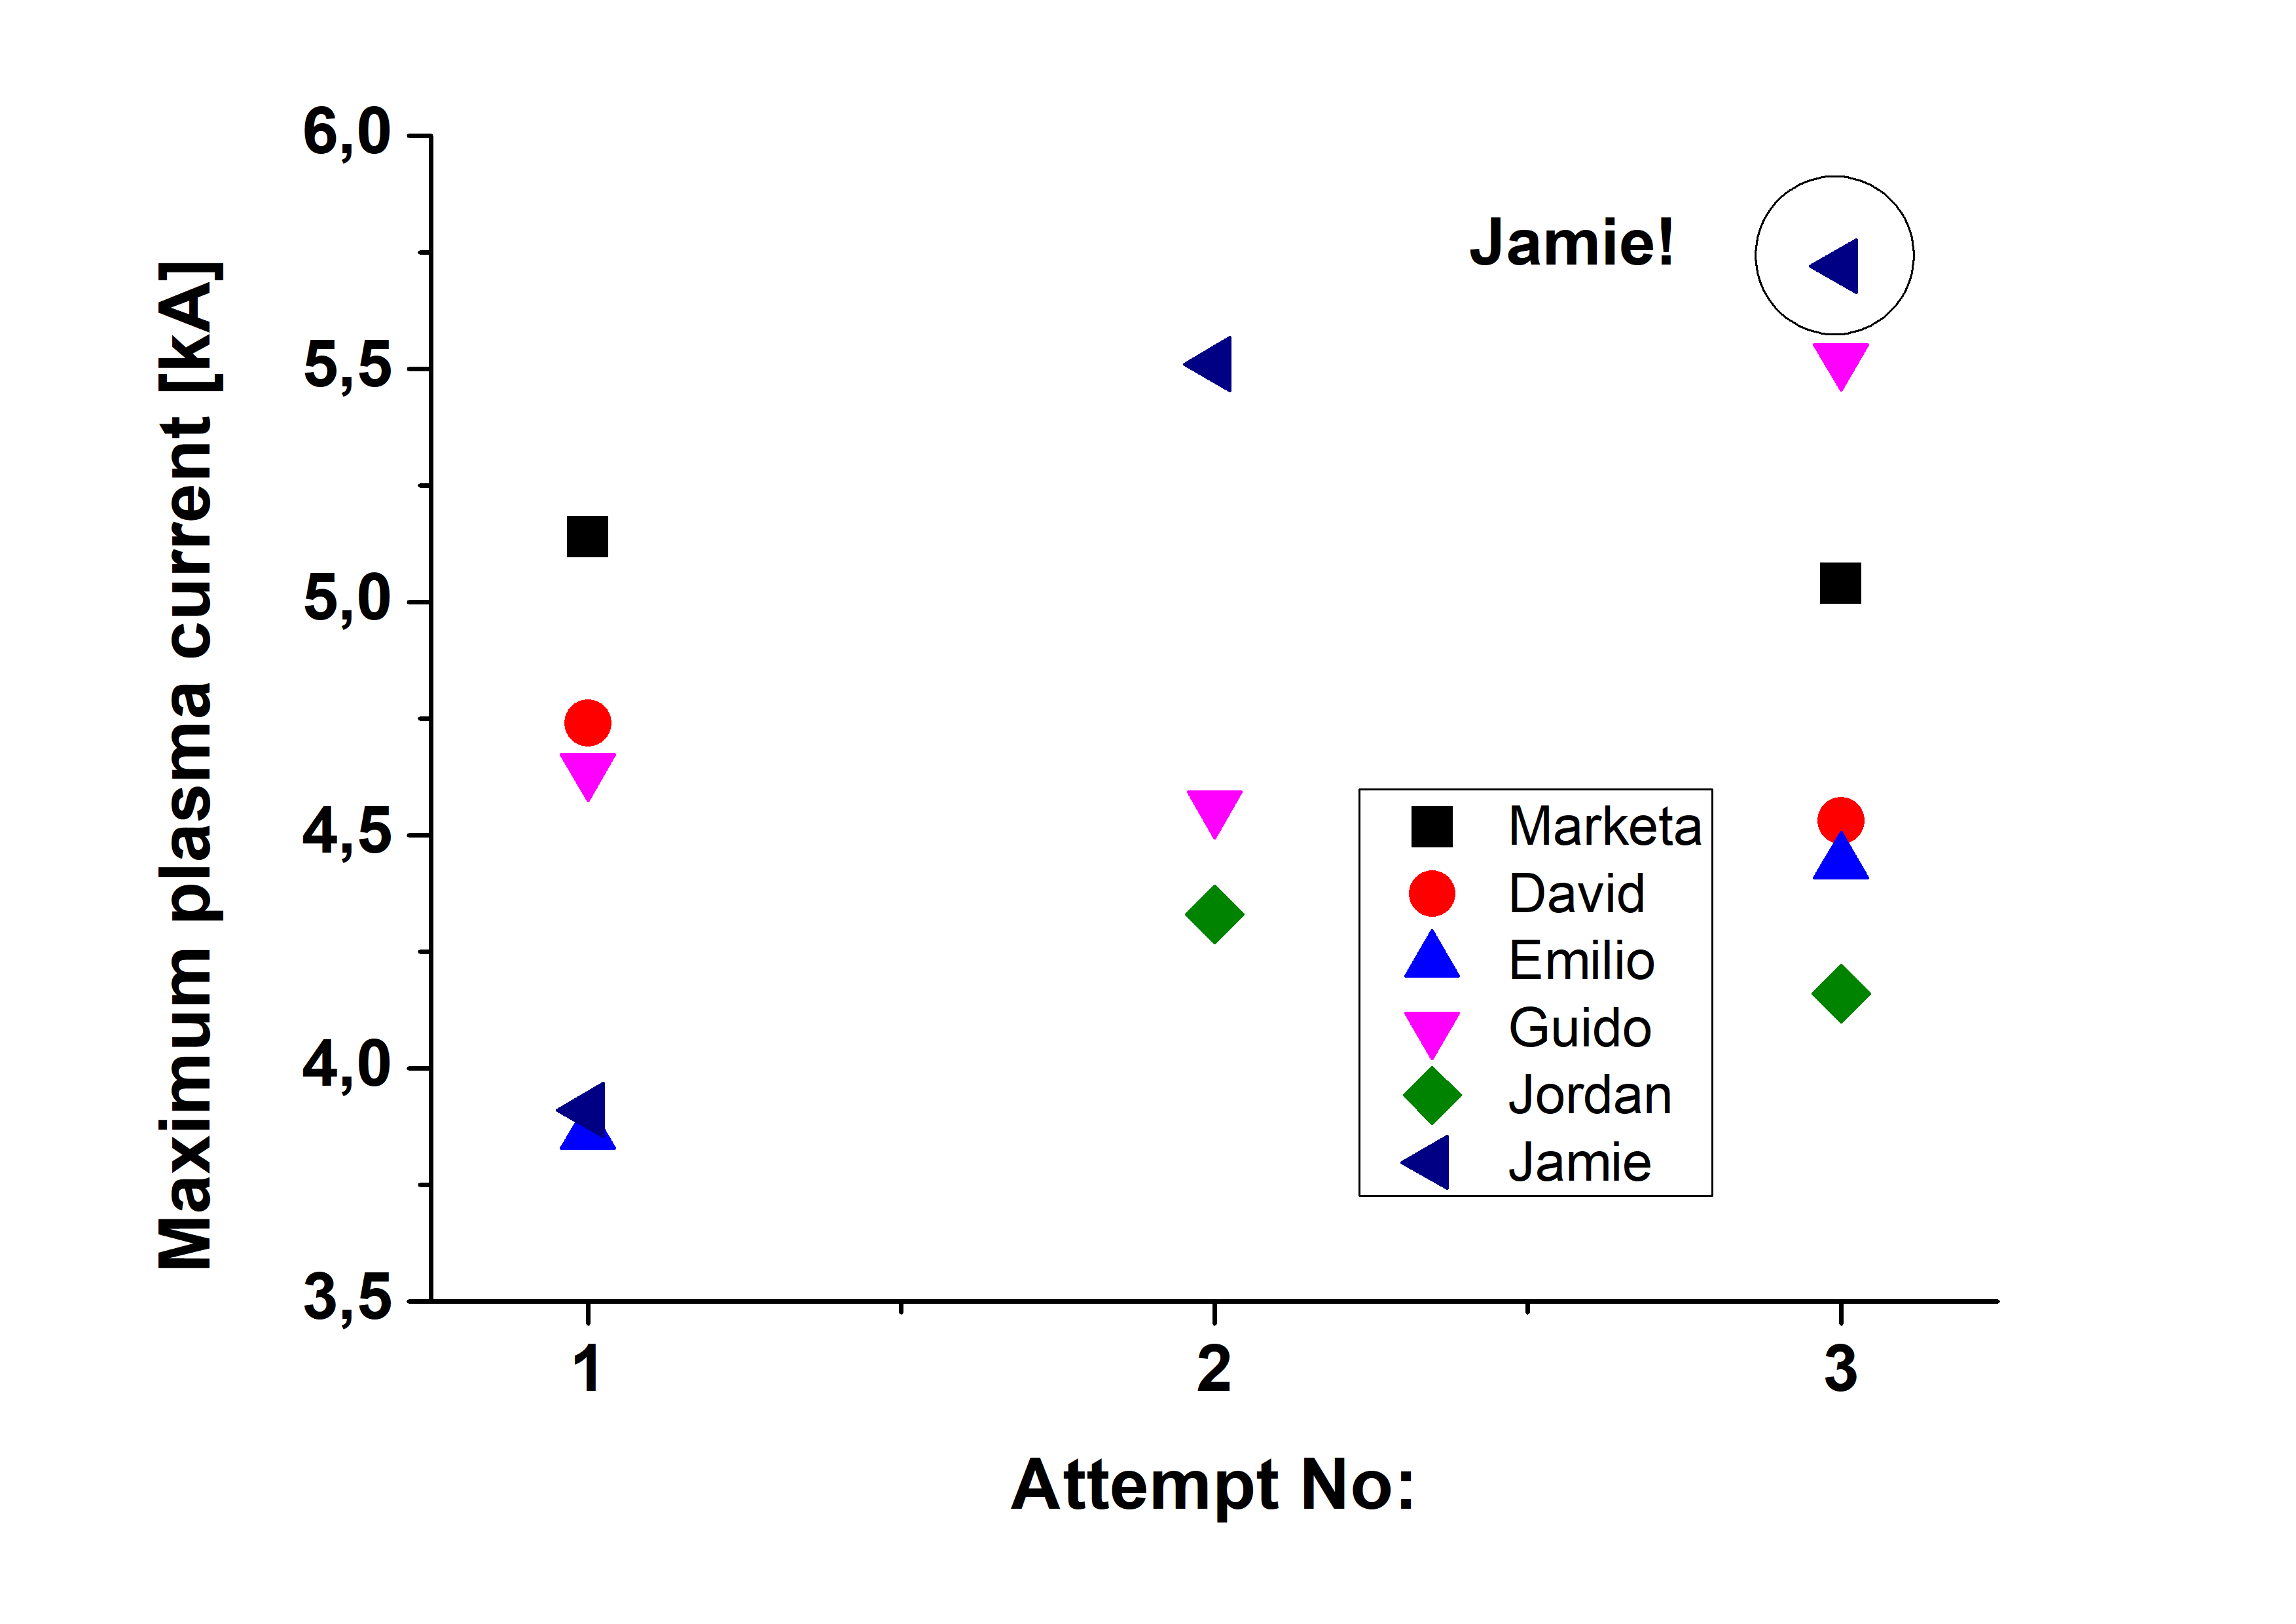 6,0
5,5
5,0
4,5
4,0
3,5
Maximum plasma current [kA]
Jamie!
Marketa
David
Emilio
Guido
Jordan
Jamie
1
2
3
Attempt No: